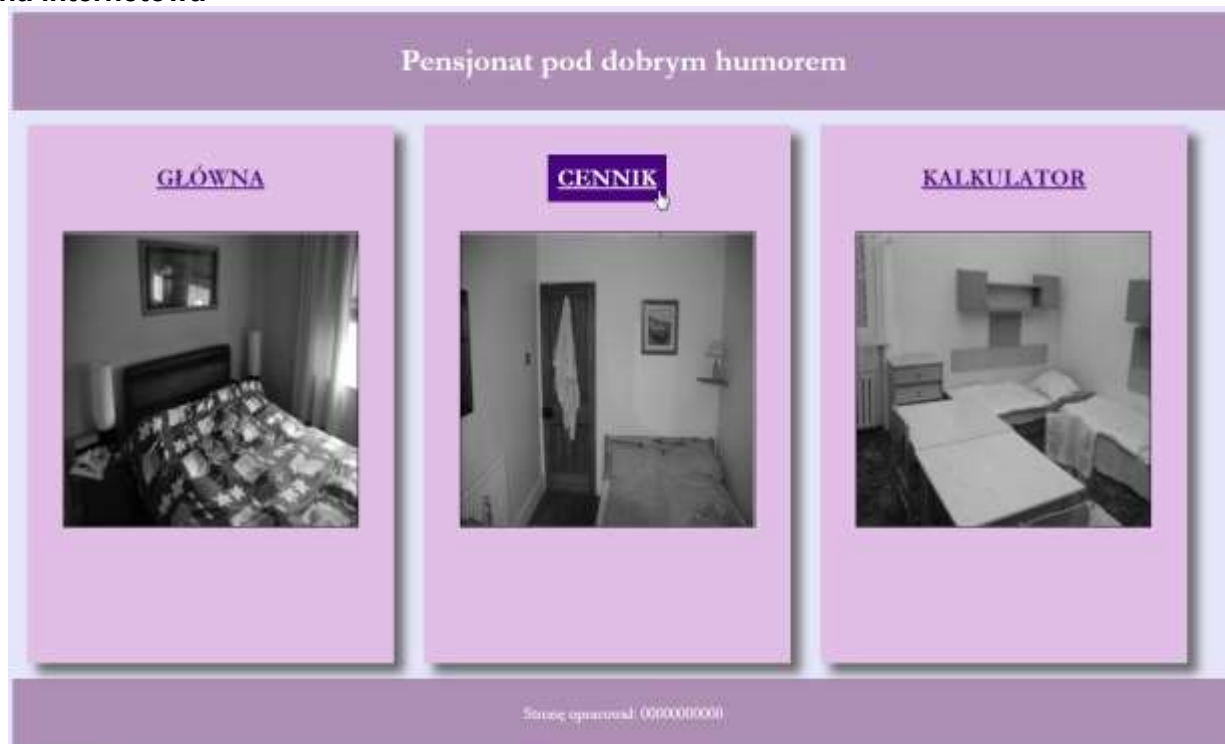 Pensjonat pod dobrym humorem
GŁÓWNA
CENNIK
KALKULATOR
Stronę opracował: 00000000000